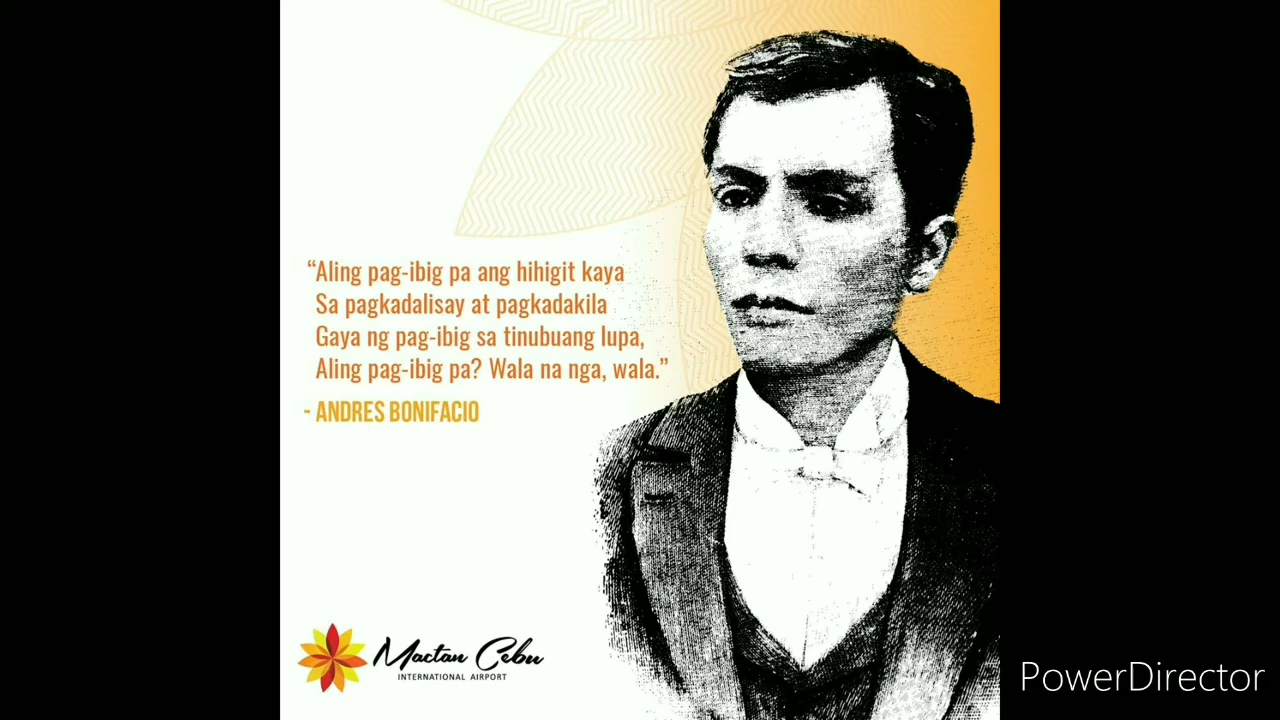 “Aling pag-ibig pa ang hihigit kaya
Sa pagkadalisay at pagkadakila
Gaya ng pag-ibig sa tinubuang lupa,
Aling pag-ibig pa? Wala na nga, wala.”
- ANDRES BONIFACIO
Mactan Cebu
INTERNATIONAL AIRPORT
PowerDirector